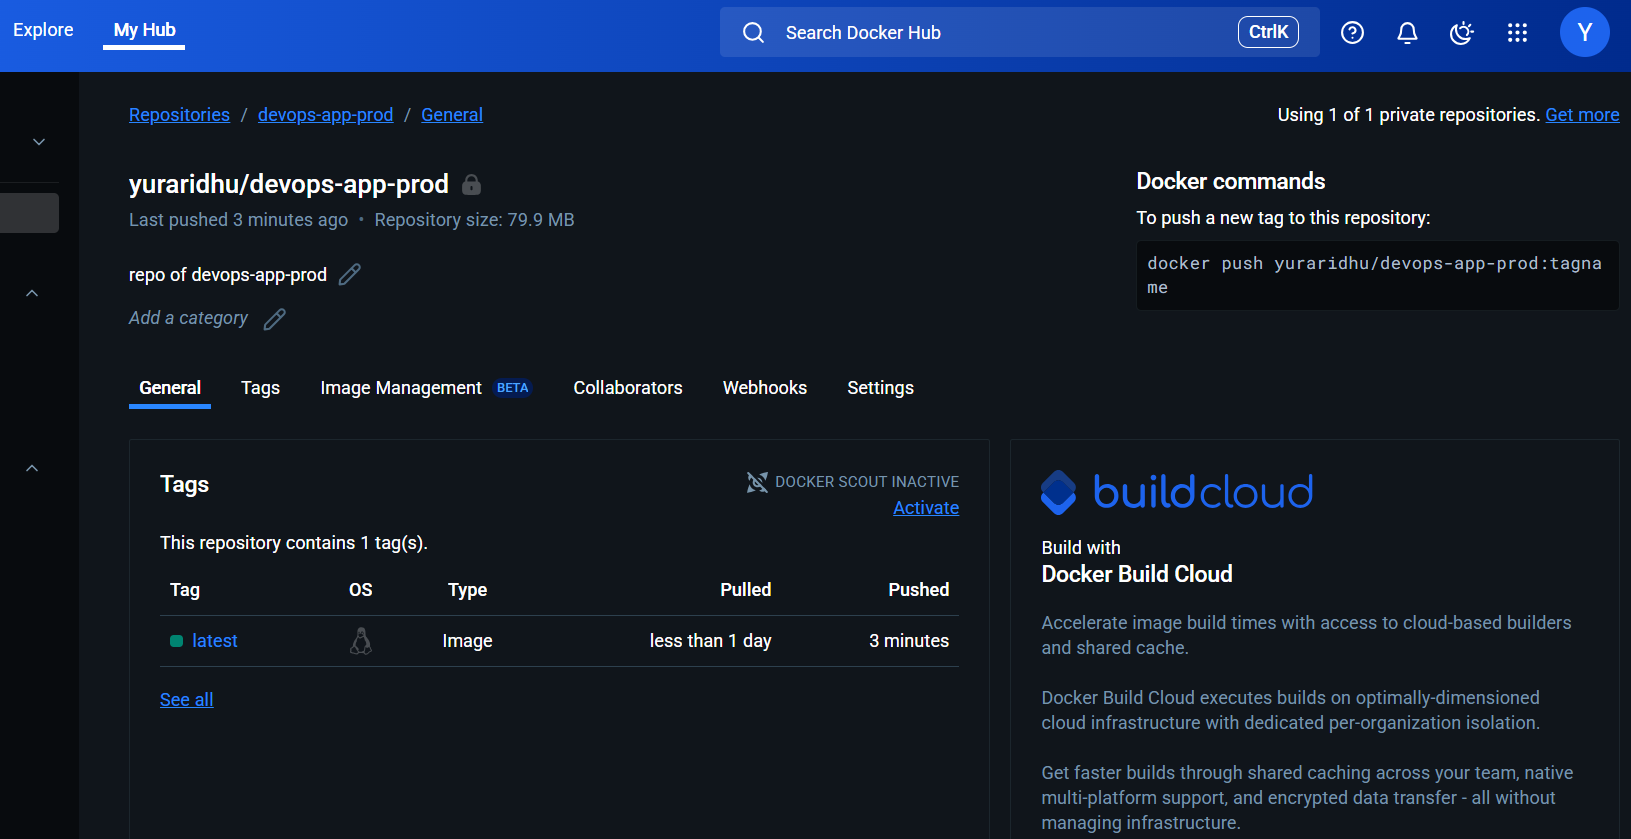 Explore
My Hub
Search Docker Hub
CtrlK
Y
Repositories / devops-app-prod / General
Using 1 of 1 private repositories. Get more
yuraridhu/devops-app-prod
Last pushed 3 minutes ago • Repository size: 79.9 MB
repo of devops-app-prod
Add a category
Docker commands
To push a new tag to this repository:
docker push yuraridhu/devops-app-prod:tagna
me
General
Tags
Image Management BETA
Collaborators
Webhooks
Settings
Tags
DOCKER SCOUT INACTIVE
Activate
This repository contains 1 tag(s).
Tag OS Type Pulled Pushed
latest Image less than 1 day 3 minutes
See all
buildcloud
Build with
Docker Build Cloud
Accelerate image build times with access to cloud-based builders
and shared cache.
Docker Build Cloud executes builds on optimally-dimensioned
cloud infrastructure with dedicated per-organization isolation.
Get faster builds through shared caching across your team, native
multi-platform support, and encrypted data transfer - all without
managing infrastructure.